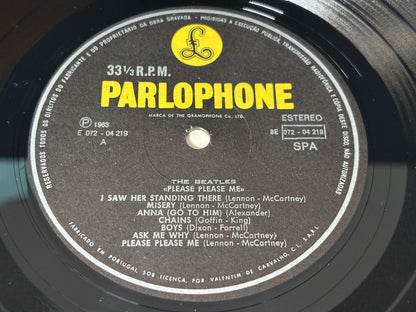 RESERVADOS TODOS OS DIREITOS DO FABRICANTE E DO PROPRIETÁRIO DA OBRA GRAVADA - PROIBIDAS A EXECUÇÃO PÚBLICA, TRANSMISSÃO RADIOFÓNICA E CÓPIA DESTE DISCO, NÃO AUTORIZADAS
£
33⅓ R.P.M.
PARLOPHONE
MARCA DE THE GRAMOPHONE Co. LTD.
Ⓟ 1963
E 072 - 04 219
A
ESTEREO
8E 072 - 04 219
SPA
THE BEATLES
«PLEASE PLEASE ME»
I SAW HER STANDING THERE (Lennon - McCartney)
MISERY (Lennon - McCartney)
ANNA (GO TO HIM) (Alexander)
CHAINS (Goffin - King)
BOYS (Dixon - Farrell)
ASK ME WHY (Lennon - McCartney)
PLEASE PLEASE ME (Lennon - McCartney)
FABRICADO EM PORTUGAL SOB LICENÇA, POR VALENTIM DE CARVALHO, C. I., S. A. R. L.